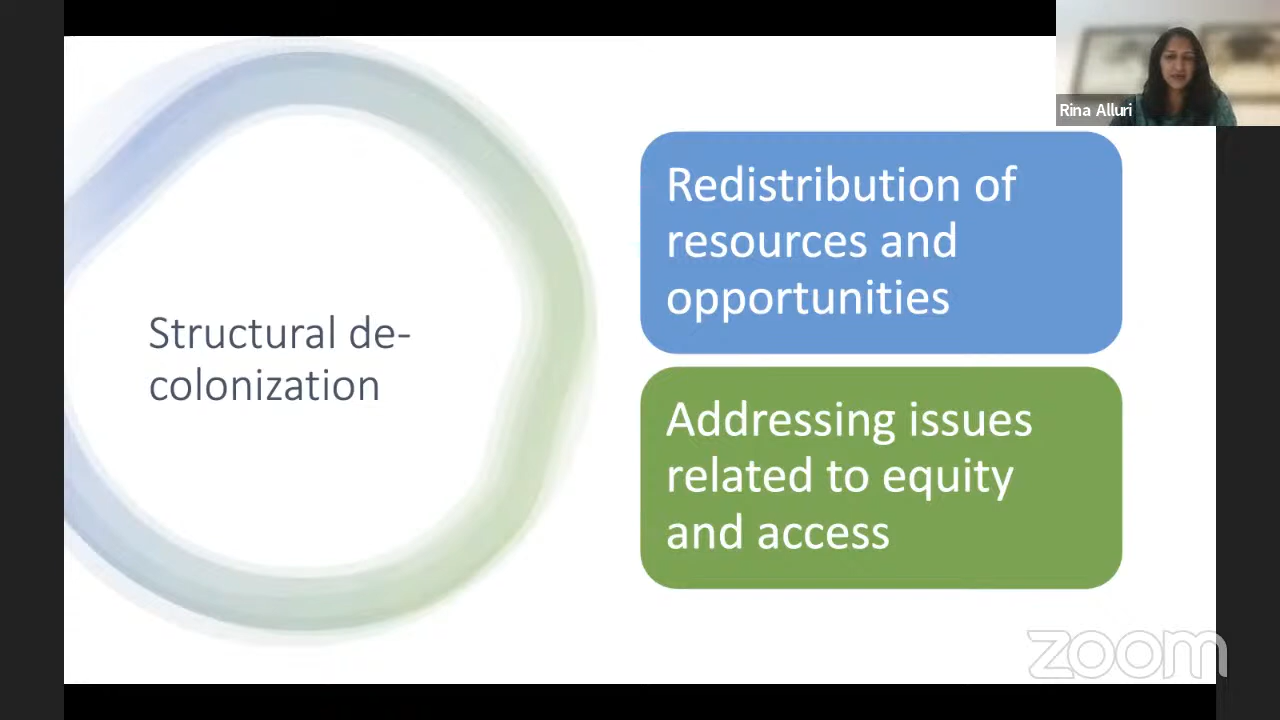 Rina Alluri
Structural de-
colonization
Redistribution of
resources and
opportunities
Addressing issues
related to equity
and access
zoom